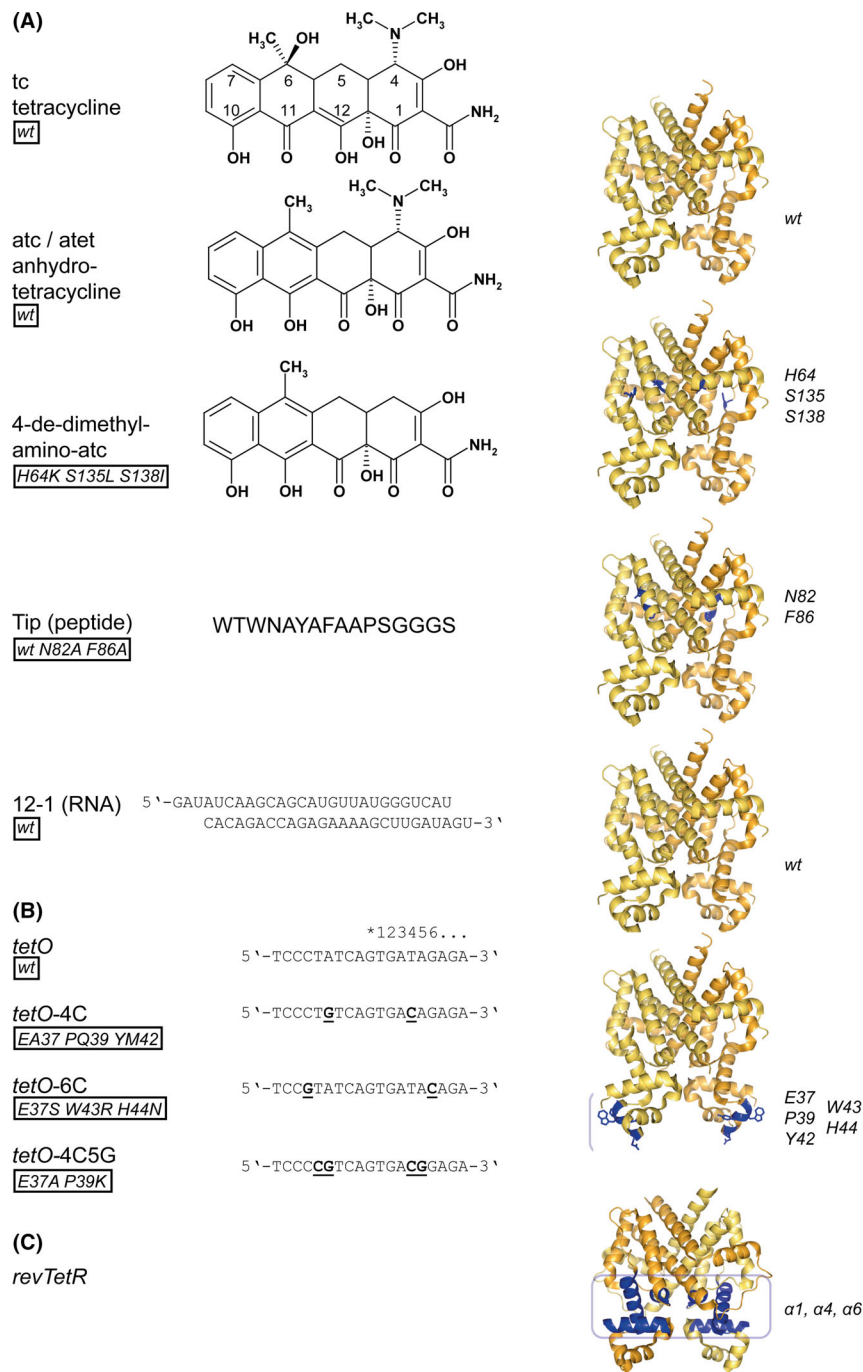 (A)
tc
tetracycline
wt
H₃C OH
H₃C N CH₃
7 6 5 4 OH
10 11 12 1 NH₂
OH O OH OH O O
wt
atc / atet
anhydro-
tetracycline
wt
CH₃
H₃C N CH₃
OH
NH₂
OH OH O OH O O
4-de-dimethyl-
amino-atc
H64K S135L S138I
CH₃
OH
NH₂
OH OH O OH O O
H64
S135
S138
Tip (peptide)
wt N82A F86A
WTWNAYAFAAPSGGGS
N82
F86
12-1 (RNA)
wt
5‘-GAUAUCAAGCAGCAUGUUAUGGGUCAU
CACAGACCAGAGAAAAGCUUGAUAGU-3‘
wt
(B)
*123456...
tetO
wt
5‘-TCCCTATCAGTGATAGAGA-3‘
tetO-4C
EA37 PQ39 YM42
5‘-TCCCTGTCAGTGACAGAGA-3‘
tetO-6C
E37S W43R H44N
5‘-TCCGTATCAGTGATACAGA-3‘
tetO-4C5G
E37A P39K
5‘-TCCCCGTCAGTGACGGAGA-3‘
E37
P39
Y42
W43
H44
(C)
revTetR
α1, α4, α6